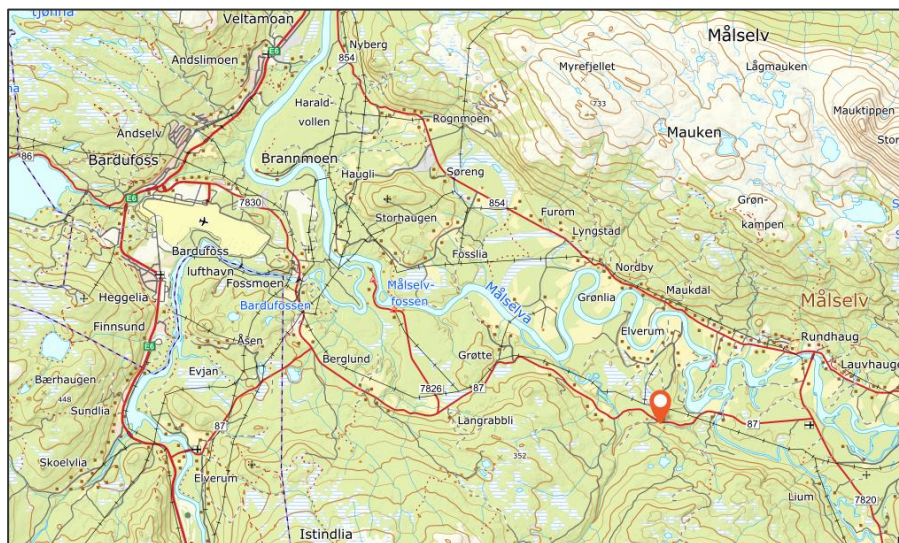 tjønna
Veltamoan
E6
Andslimoen
Nyberg
854
Målselv
Myrefjellet
Lågmauken
733
Mauktippen
Harald-
vollen
Rognmoen
Andselv
Mauken
Stor
Bardufoss
Brannmoen
86
Haugli
Søreng
E6
7830
Storhaugen
854
Furom
Grøn-
kampen
Lyngstad
Bardufoss
lufthavn
Fosslia
Fossmoen
Målselv-
fossen
Nordby
Heggelia
Bardufossen
Målselva
Grønlia
Maukdal
Målselv
Finnsund
Elverum
Rundhaug
Åsen
E6
Berglund
Grøtte
Lauvhauge
Bærhaugen
Evjan
7826
87
448
Sundlia
87
Langrabbli
87
Skoelvlia
352
Elverum
Lium
7820
Istindlia